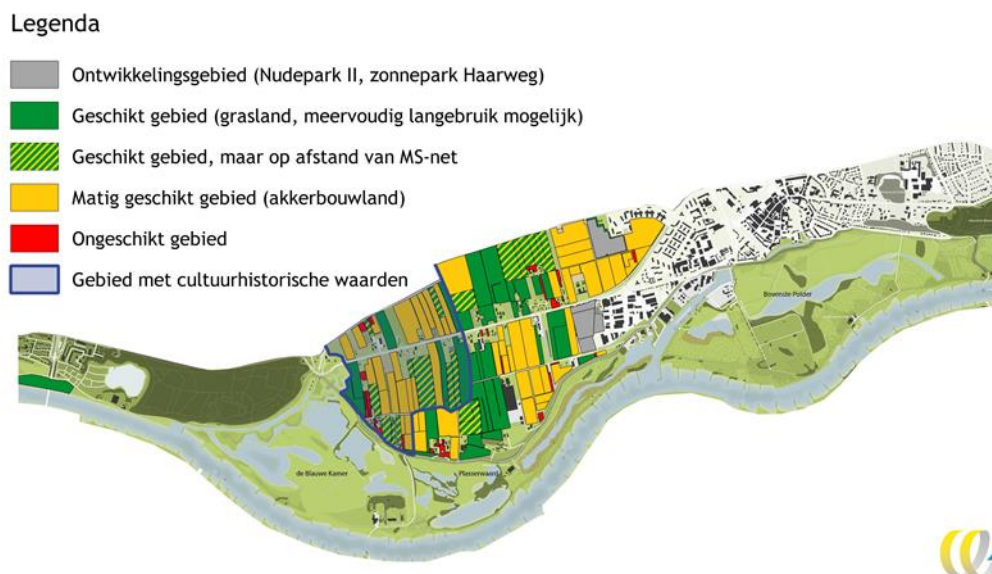 Legenda
Ontwikkelingsgebied (Nudepark II, zonnepark Haarweg)
Geschikt gebied (grasland, meervoudig langebruik mogelijk)
Geschikt gebied, maar op afstand van MS-net
Matig geschikt gebied (akkerbouwland)
Ongeschikt gebied
Gebied met cultuurhistorische waarden
Bovenste Polder
de Blauwe Kamer
Plasserwaard